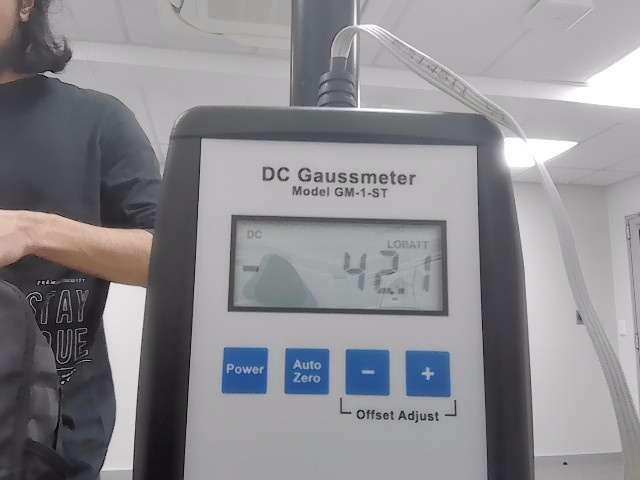 DC Gaussmeter
Model GM-1-ST
DC
LOBATT
- 42.1
Power
Auto
Zero
-
+
Offset Adjust
STAY